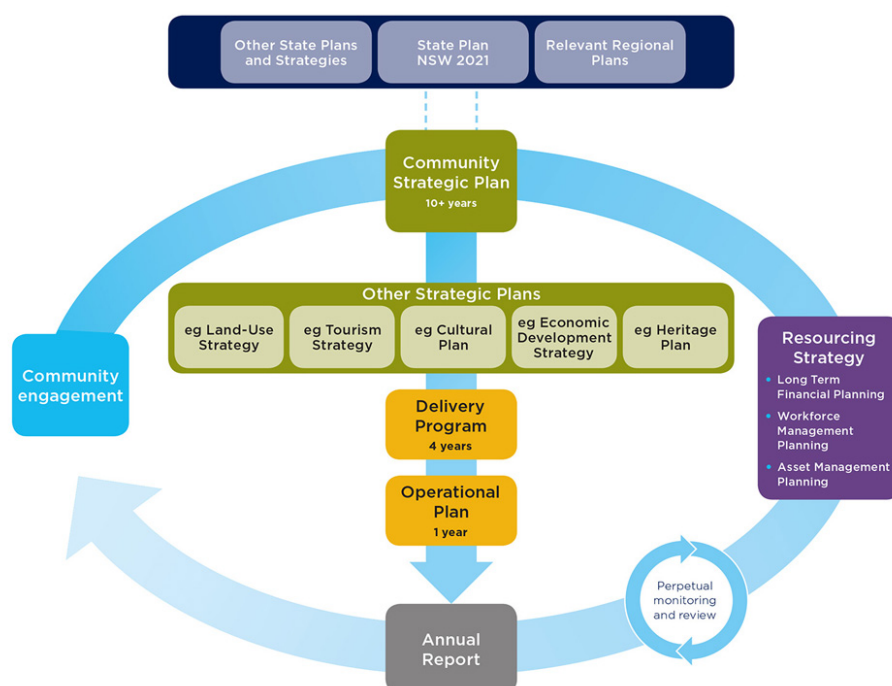 Other State Plans
and Strategies
State Plan
NSW 2021
Relevant Regional
Plans
Community
Strategic Plan
10+ years
Other Strategic Plans
eg Land-Use
Strategy
eg Tourism
Strategy
eg Cultural
Plan
eg Economic
Development
Strategy
eg Heritage
Plan
Community
engagement
Resourcing
Strategy
• Long Term
Financial Planning
• Workforce
Management
Planning
• Asset Management
Planning
Delivery
Program
4 years
Operational
Plan
1 year
Perpetual
monitoring
and review
Annual
Report